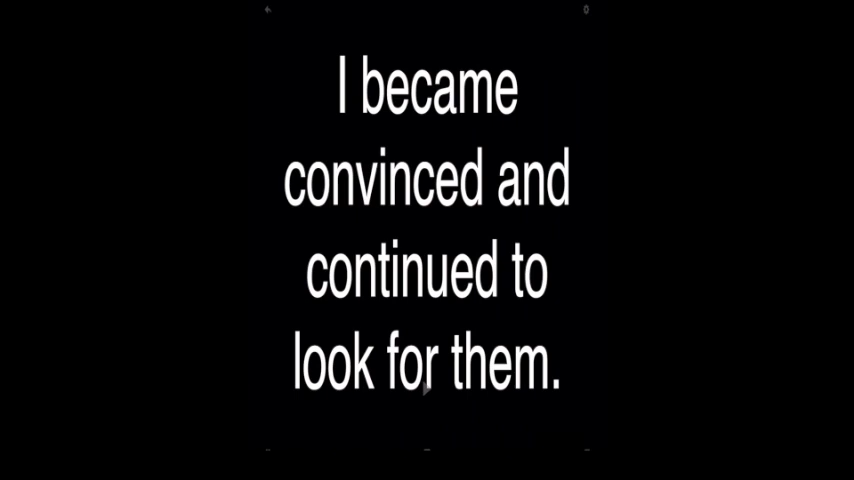 I became
convinced and
continued to
look for them.